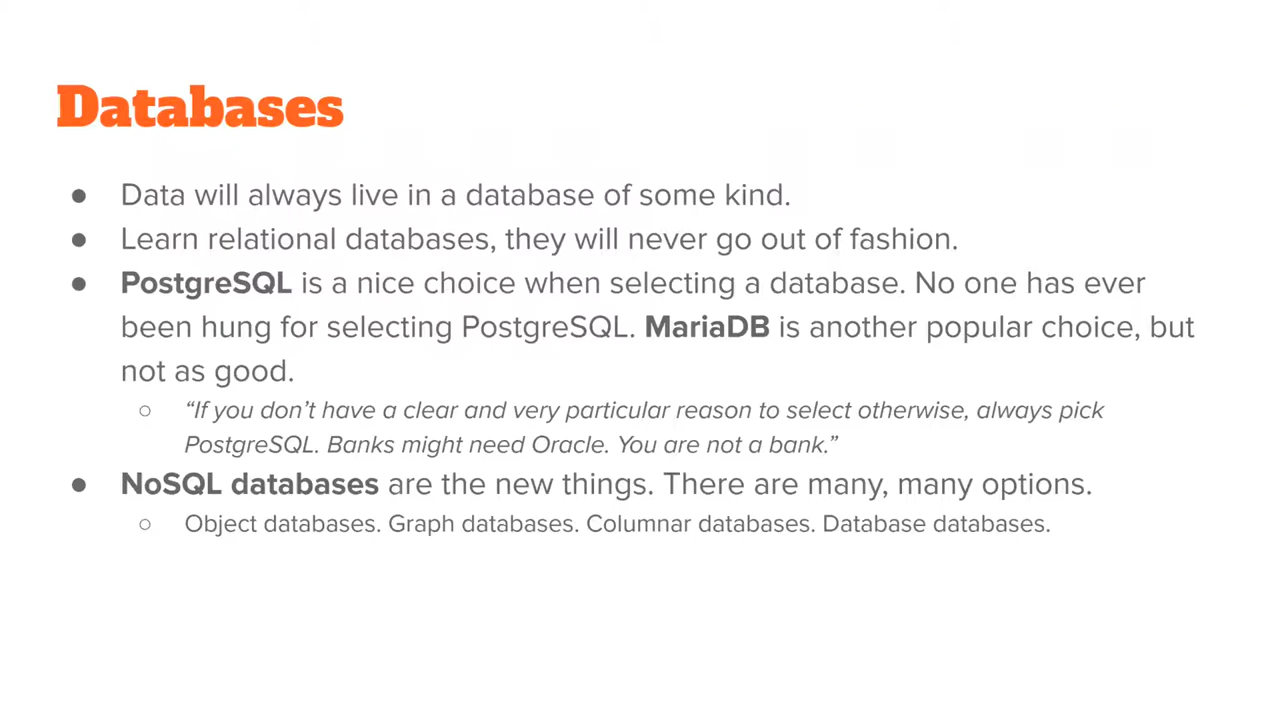 Databases
● Data will always live in a database of some kind.
● Learn relational databases, they will never go out of fashion.
● PostgreSQL is a nice choice when selecting a database. No one has ever
been hung for selecting PostgreSQL. MariaDB is another popular choice, but
not as good.
○ “If you don’t have a clear and very particular reason to select otherwise, always pick
PostgreSQL. Banks might need Oracle. You are not a bank.”
● NoSQL databases are the new things. There are many, many options.
○ Object databases. Graph databases. Columnar databases. Database databases.